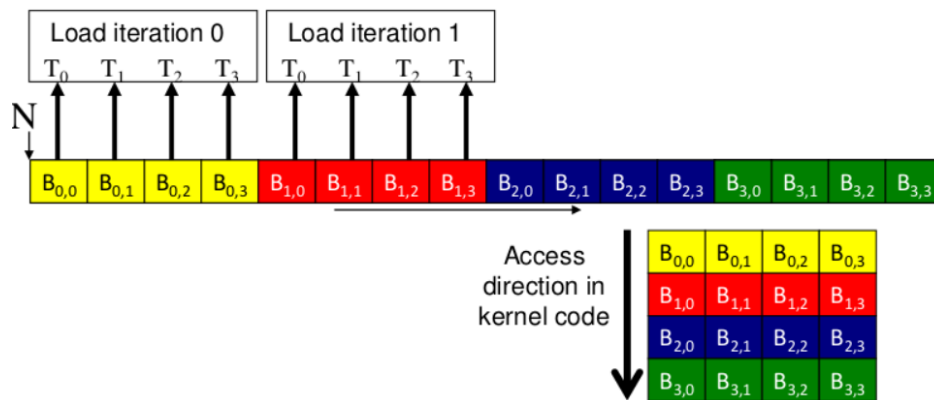 Load iteration 0 Load iteration 1
T0 T1 T2 T3 T0 T1 T2 T3
N
B0,0 B0,1 B0,2 B0,3 B1,0 B1,1 B1,2 B1,3 B2,0 B2,1 B2,2 B2,3 B3,0 B3,1 B3,2 B3,3
Access
direction in
kernel code
B0,0 B0,1 B0,2 B0,3
B1,0 B1,1 B1,2 B1,3
B2,0 B2,1 B2,2 B2,3
B3,0 B3,1 B3,2 B3,3